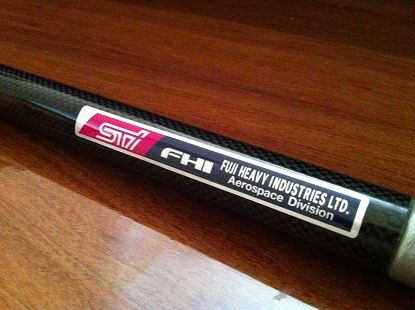 STI FHI FUJI HEAVY INDUSTRIES LTD.
Aerospace Division